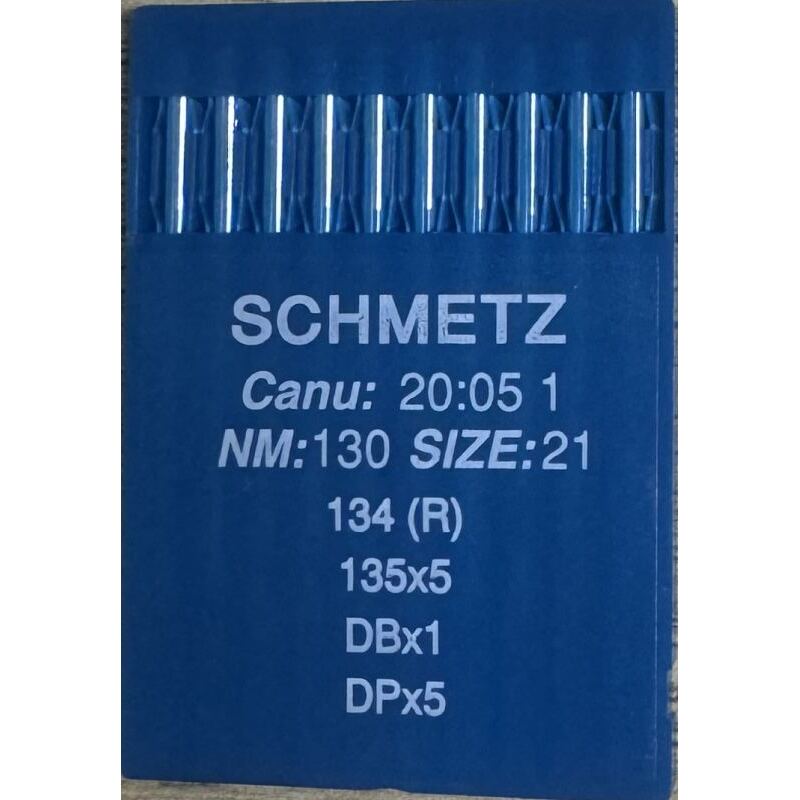 SCHMETZ
Canu: 20:05 1
NM:130 SIZE:21
134 (R)
135x5
DBx1
DPx5